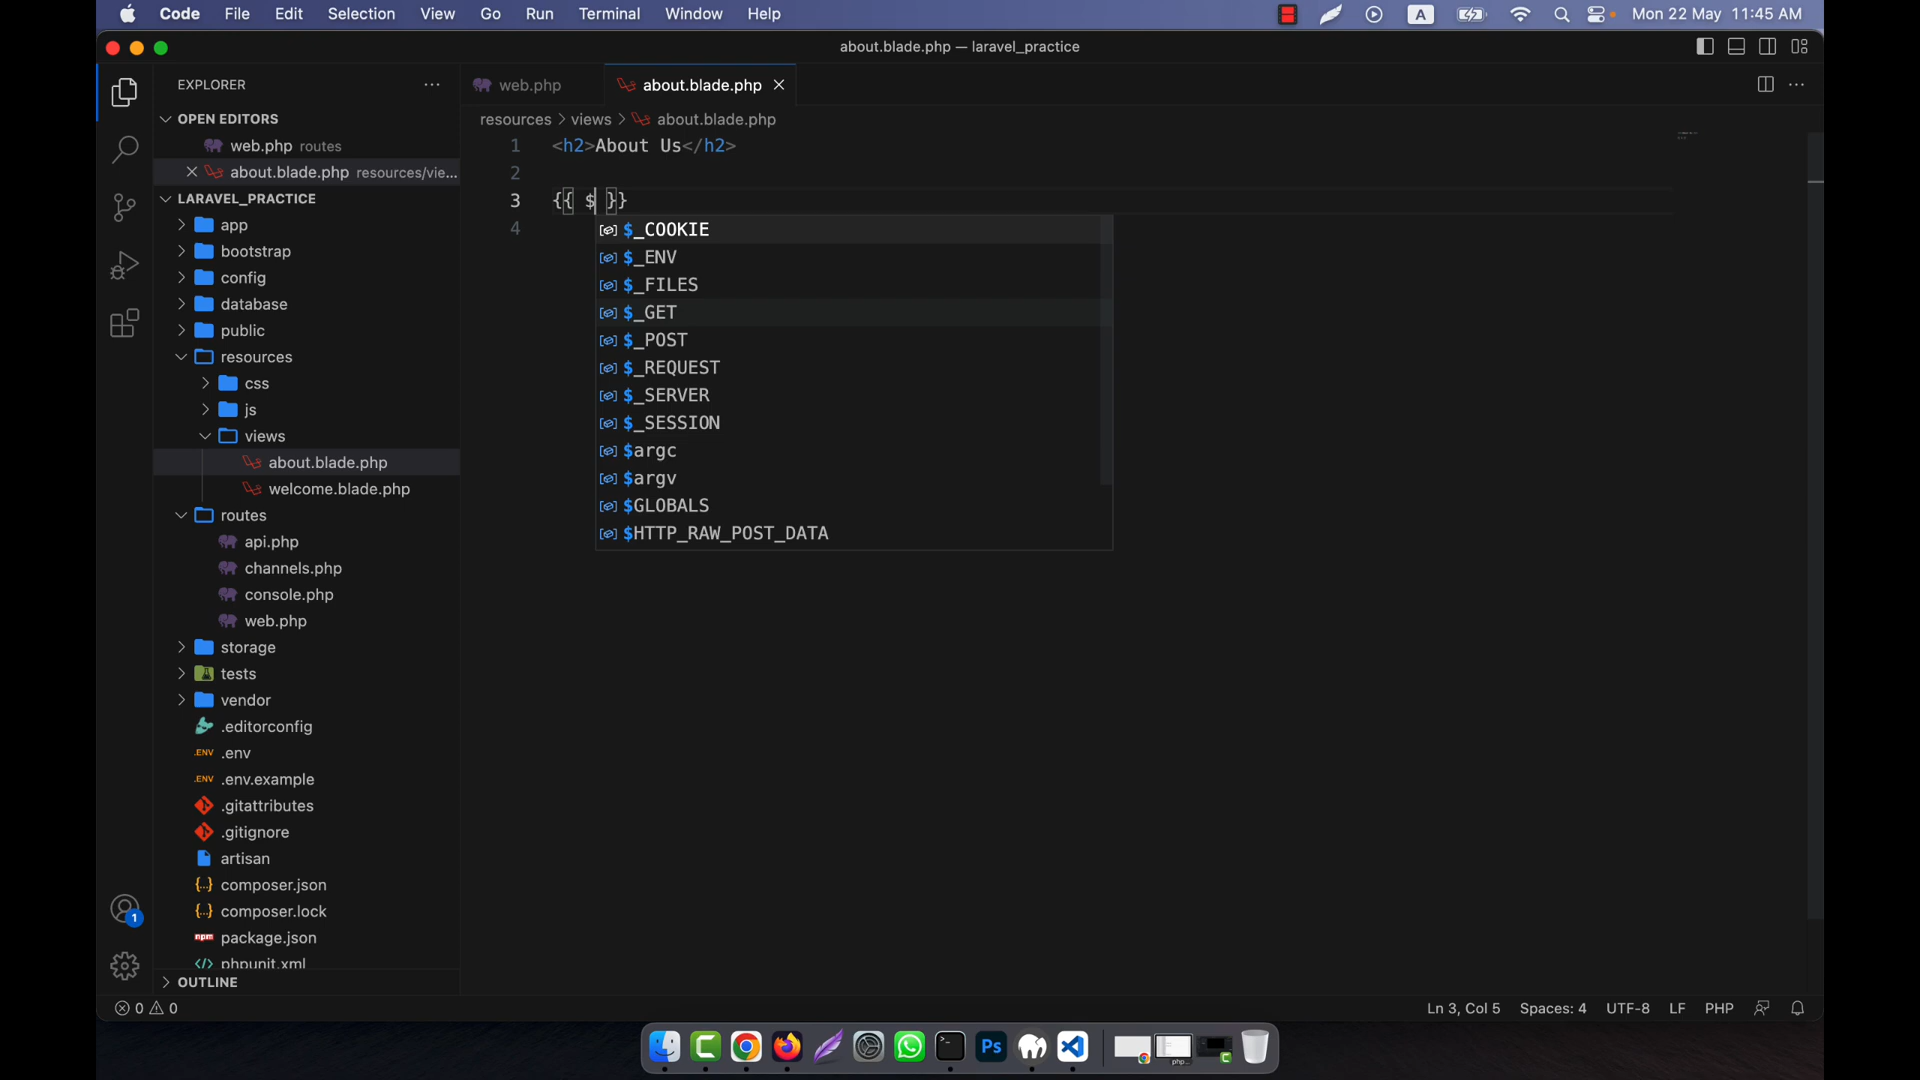 Code File Edit Selection View Go Run Terminal Window Help A Mon 22 May 11:45 AM
about.blade.php — laravel_practice
EXPLORER
web.php
about.blade.php
OPEN EDITORS
resources > views > about.blade.php
web.php routes
about.blade.php resources/vie...
LARAVEL_PRACTICE
app
bootstrap
config
database
public
resources
css
js
views
about.blade.php
welcome.blade.php
routes
api.php
channels.php
console.php
web.php
storage
tests
vendor
.editorconfig
.ENV .env
.ENV .env.example
.gitattributes
.gitignore
artisan
{..} composer.json
{..} composer.lock
npm package.json
</> phpunit.xml
OUTLINE
1 <h2>About Us</h2>
2
3 {{ $ }}
4
$_COOKIE
$_ENV
$_FILES
$_GET
$_POST
$_REQUEST
$_SERVER
$_SESSION
$argc
$argv
$GLOBALS
$HTTP_RAW_POST_DATA
1
0 0
Ln 3, Col 5 Spaces: 4 UTF-8 LF PHP
Ps